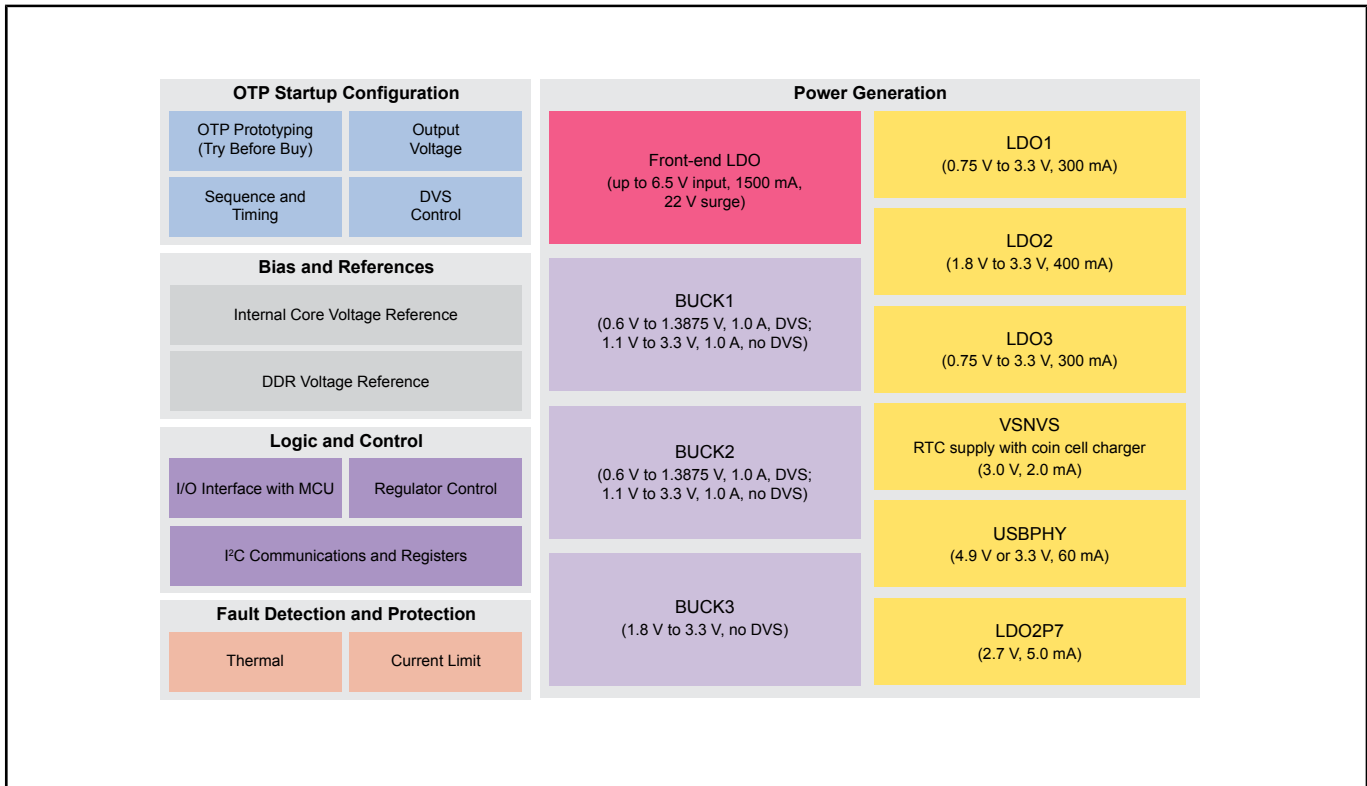 OTP Startup Configuration
OTP Prototyping
(Try Before Buy)
Output
Voltage
Sequence and
Timing
DVS
Control
Bias and References
Internal Core Voltage Reference
DDR Voltage Reference
Logic and Control
I/O Interface with MCU
Regulator Control
I²C Communications and Registers
Fault Detection and Protection
Thermal
Current Limit
Power Generation
Front-end LDO
(up to 6.5 V input, 1500 mA,
22 V surge)
BUCK1
(0.6 V to 1.3875 V, 1.0 A, DVS;
1.1 V to 3.3 V, 1.0 A, no DVS)
BUCK2
(0.6 V to 1.3875 V, 1.0 A, DVS;
1.1 V to 3.3 V, 1.0 A, no DVS)
BUCK3
(1.8 V to 3.3 V, no DVS)
LDO1
(0.75 V to 3.3 V, 300 mA)
LDO2
(1.8 V to 3.3 V, 400 mA)
LDO3
(0.75 V to 3.3 V, 300 mA)
VSNVS
RTC supply with coin cell charger
(3.0 V, 2.0 mA)
USBPHY
(4.9 V or 3.3 V, 60 mA)
LDO2P7
(2.7 V, 5.0 mA)